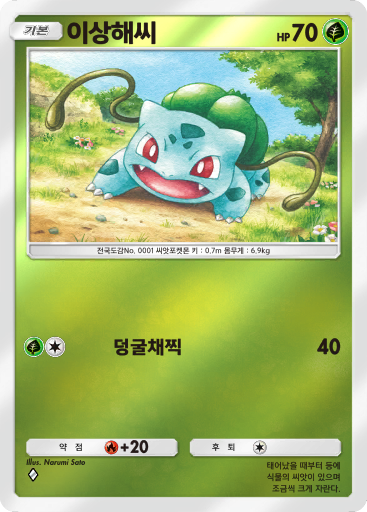 기본 이상해씨 HP 70
전국도감No. 0001 씨앗포켓몬 키 : 0.7m 몸무게 : 6.9kg
덩굴채찍 40
약점 +20 후퇴
Illus. Narumi Sato
태어났을 때부터 등에
식물의 씨앗이 있으며
조금씩 크게 자란다.